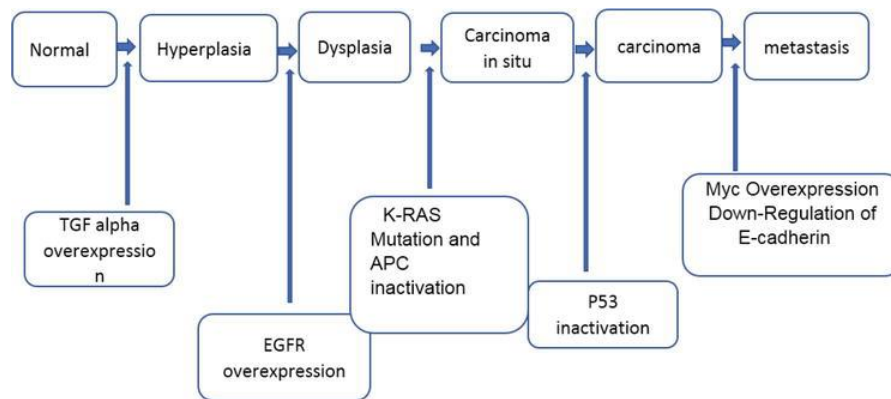 Normal
Hyperplasia
Dysplasia
Carcinoma
in situ
carcinoma
metastasis
TGF alpha
overexpressio
n
EGFR
overexpression
K-RAS
Mutation and
APC
inactivation
P53
inactivation
Myc Overexpression
Down-Regulation of
E-cadherin